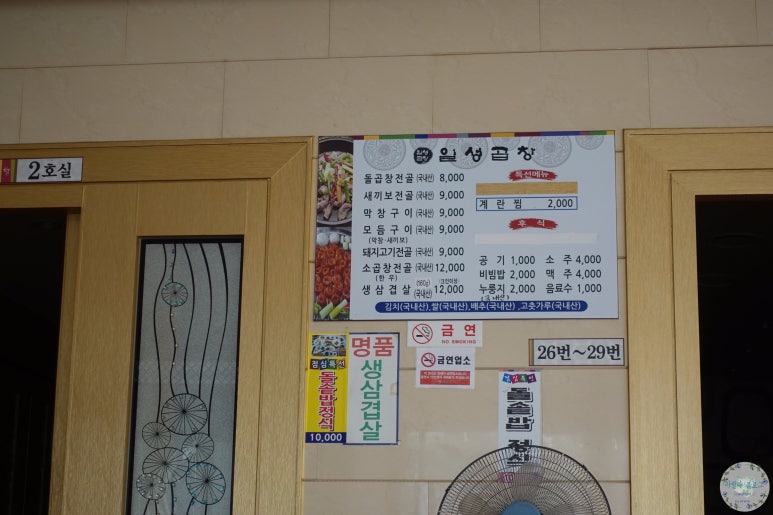 2호실
일성곱창
돌곱창전골 (국내산) 8,000
새끼보전골 (국내산) 9,000
막창구이 (국내산) 9,000
모듬구이 (국내산) 9,000
(막창·새끼보)
돼지고기전골 (국내산) 9,000
소곱창전골 (국내산) 12,000
(한우)
생삼겹살 (180g) (국내산) 12,000
특선메뉴
계란찜 2,000
후식
공기 1,000 소주 4,000
비빔밥 2,000 맥주 4,000
누룽지 2,000 음료수 1,000
김치(국내산),쌀(국내산),배추(국내산),고춧가루(국내산)
금연
NO SMOKING
금연업소
26번~29번
점심특선
돌솥밥정식
10,000
명품
생삼겹살
돌솥밥 정식